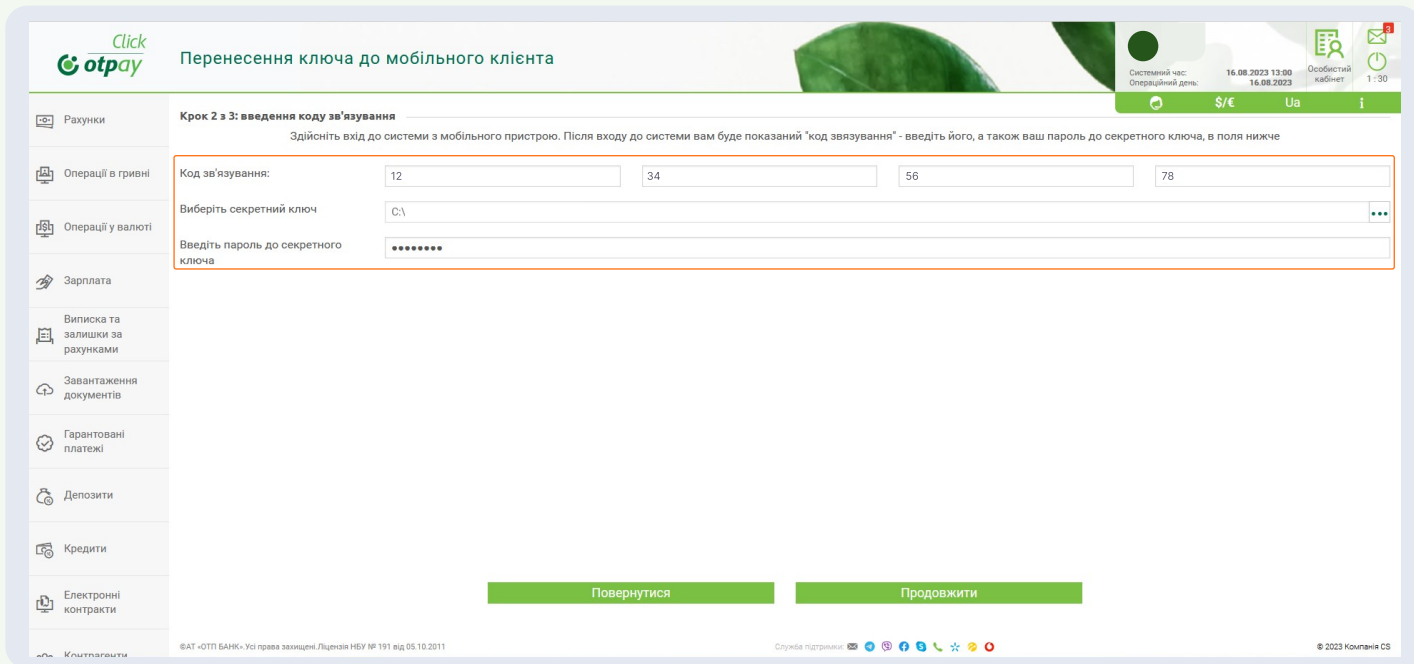 Click
otpay
Перенесення ключа до мобільного клієнта
Системний час: 16.08.2023 13:00
Операційний день: 16.08.2023
Особистий кабінет
3
1 : 30
$/€ Ua i
Рахунки
Операції в гривні
Операції у валюті
Зарплата
Виписка та
залишки за
рахунками
Завантаження
документів
Гарантовані
платежі
Депозити
Кредити
Електронні
контракти
Контрагенти
Крок 2 з 3: введення коду зв'язування
Здійсніть вхід до системи з мобільного пристрою. Після входу до системи вам буде показаний "код звязування" - введіть його, а також ваш пароль до секретного ключа, в поля нижче
Код зв'язування: 12 34 56 78
Виберіть секретний ключ C:\ •••
Введіть пароль до секретного
ключа ••••••••
Повернутися Продовжити
©АТ «ОТП БАНК». Усі права захищені.Ліцензія НБУ № 191 від 05.10.2011
Служба підтримки:
© 2023 Компанія CS